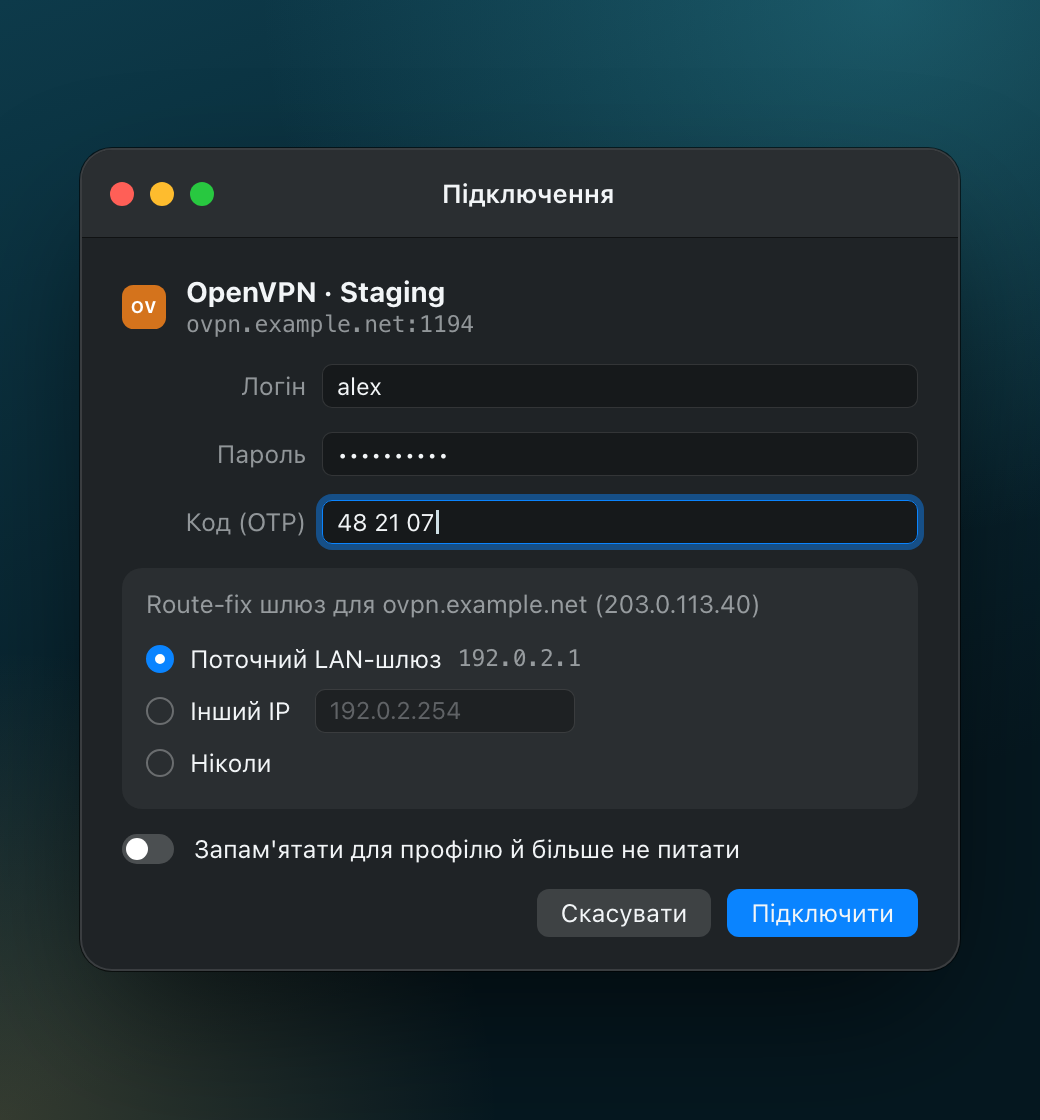 Підключення
OV
OpenVPN · Staging
ovpn.example.net:1194
Логін alex
Пароль ••••••••••
Код (OTP) 48 21 07
Route-fix шлюз для ovpn.example.net (203.0.113.40)
Поточний LAN-шлюз 192.0.2.1
Інший IP 192.0.2.254
Ніколи
Запам'ятати для профілю й більше не питати
Скасувати Підключити